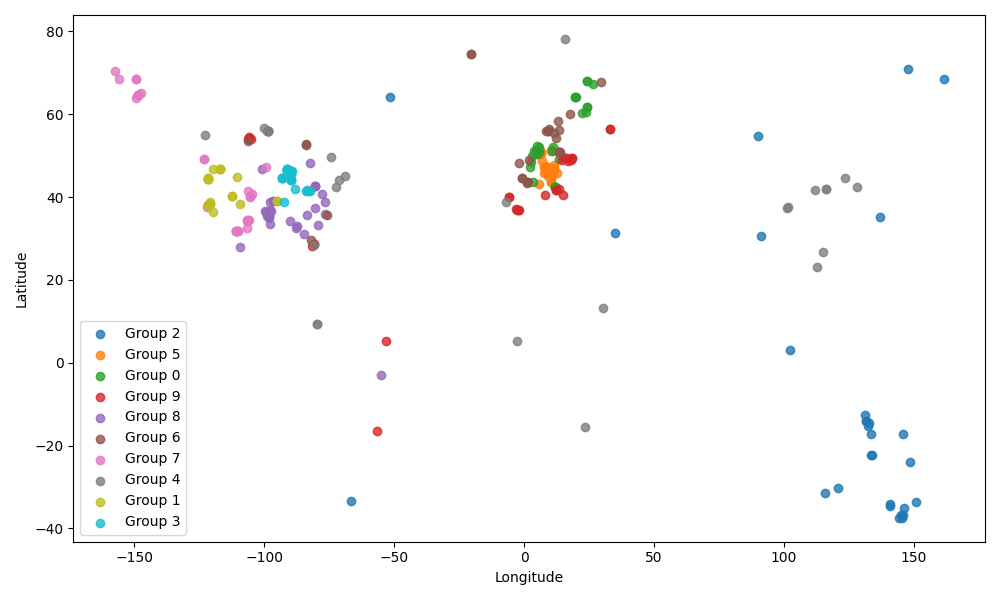 80
60
40
20
0
−20
−40
Latitude
−150
−100
−50
0
50
100
150
Longitude
Group 2
Group 5
Group 0
Group 9
Group 8
Group 6
Group 7
Group 4
Group 1
Group 3